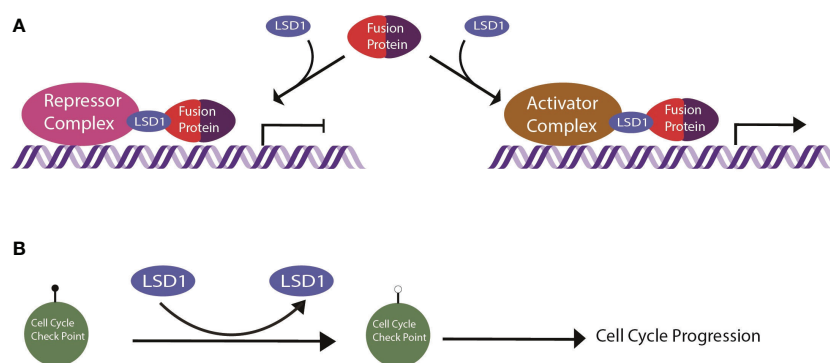 A
LSD1
Fusion
Protein
LSD1
Repressor
Complex
LSD1
Fusion
Protein
Activator
Complex
LSD1
Fusion
Protein
B
LSD1
LSD1
Cell Cycle
Check Point
Cell Cycle
Check Point
Cell Cycle Progression